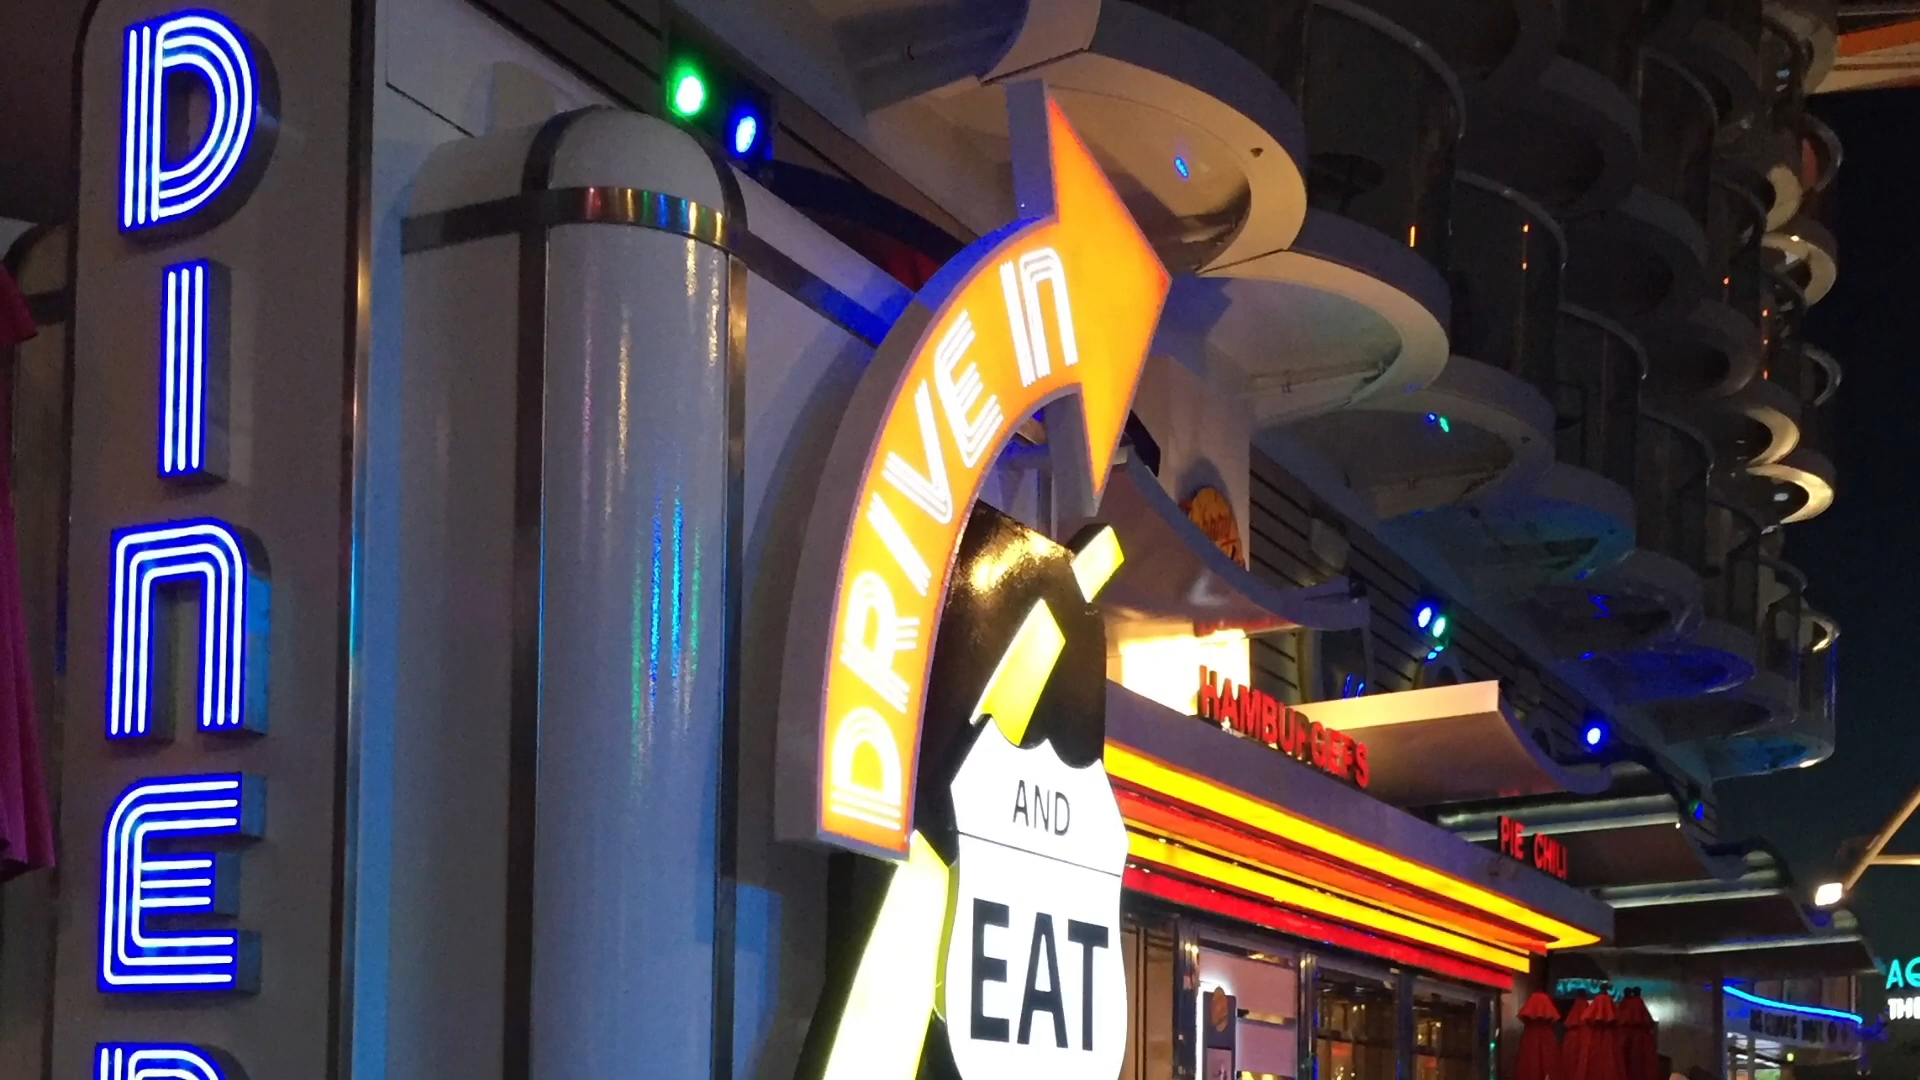 DINER
DRIVE In
AND
EAT
HAMBURGERS
PIE CHILI